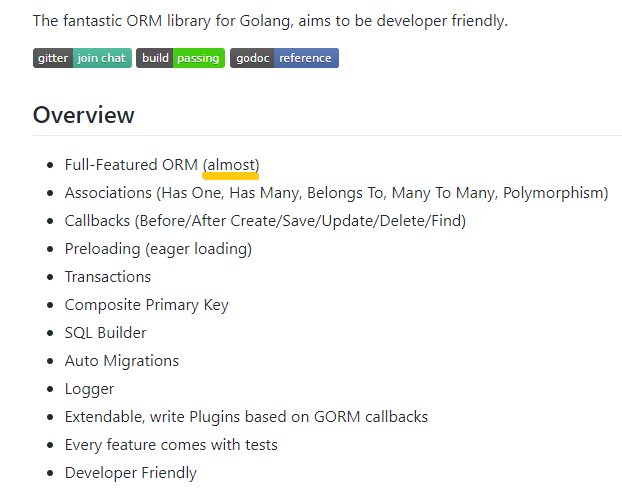 The fantastic ORM library for Golang, aims to be developer friendly.
gitter join chat build passing godoc reference
Overview
Full-Featured ORM (almost)
Associations (Has One, Has Many, Belongs To, Many To Many, Polymorphism)
Callbacks (Before/After Create/Save/Update/Delete/Find)
Preloading (eager loading)
Transactions
Composite Primary Key
SQL Builder
Auto Migrations
Logger
Extendable, write Plugins based on GORM callbacks
Every feature comes with tests
Developer Friendly